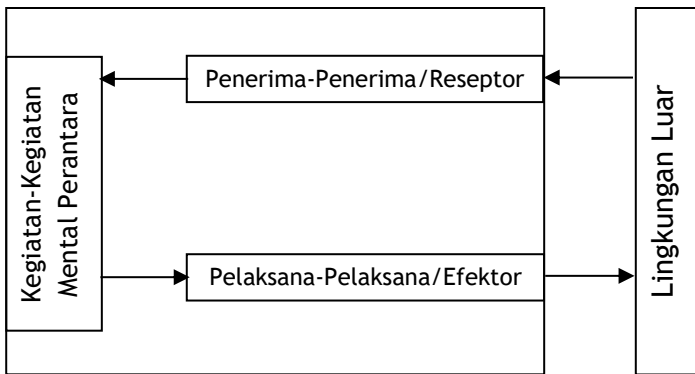 Penerima-Penerima/Reseptor
Kegiatan-Kegiatan
Mental Perantara
Pelaksana-Pelaksana/Efektor
Lingkungan Luar